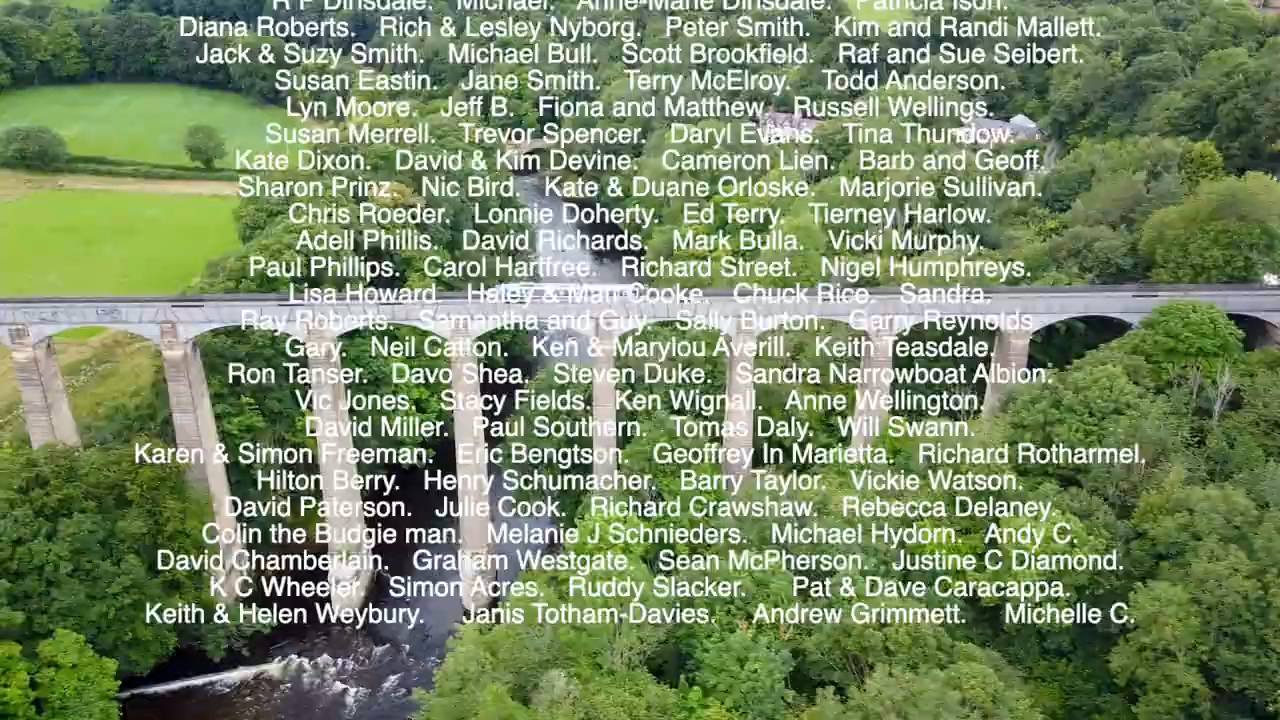 R P Dinsdale. Michael. Anne-Marie Dinsdale. Patricia Ison.
Diana Roberts. Rich & Lesley Nyborg. Peter Smith. Kim and Randi Mallett.
Jack & Suzy Smith. Michael Bull. Scott Brookfield. Raf and Sue Seibert.
Susan Eastin. Jane Smith. Terry McElroy. Todd Anderson.
Lyn Moore. Jeff B. Fiona and Matthew. Russell Wellings.
Susan Merrell. Trevor Spencer. Daryl Evans. Tina Thundow.
Kate Dixon. David & Kim Devine. Cameron Lien. Barb and Geoff.
Sharon Prinz. Nic Bird. Kate & Duane Orloske. Marjorie Sullivan.
Chris Roeder. Lonnie Doherty. Ed Terry. Tierney Harlow.
Adell Phillis. David Richards. Mark Bulla. Vicki Murphy.
Paul Phillips. Carol Hartfree. Richard Street. Nigel Humphreys.
Lisa Howard. Haley & Matt Cooke. Chuck Rice. Sandra.
Ray Roberts. Samantha and Guy. Sally Burton. Garry Reynolds
Gary. Neil Catton. Ken & Marylou Averill. Keith Teasdale.
Ron Tanser. Davo Shea. Steven Duke. Sandra Narrowboat Albion.
Vic Jones. Stacy Fields. Ken Wignall. Anne Wellington.
David Miller. Paul Southern. Tomas Daly. Will Swann.
Karen & Simon Freeman. Eric Bengtson. Geoffrey In Marietta. Richard Rotharmel,
Hilton Berry. Henry Schumacher. Barry Taylor. Vickie Watson.
David Paterson. Julie Cook. Richard Crawshaw. Rebecca Delaney.
Colin the Budgie man. Melanie J Schnieders. Michael Hydorn. Andy C.
David Chamberlain. Graham Westgate. Sean McPherson. Justine C Diamond.
K C Wheeler. Simon Acres. Ruddy Slacker. Pat & Dave Caracappa.
Keith & Helen Weybury. Janis Totham-Davies. Andrew Grimmett. Michelle C.